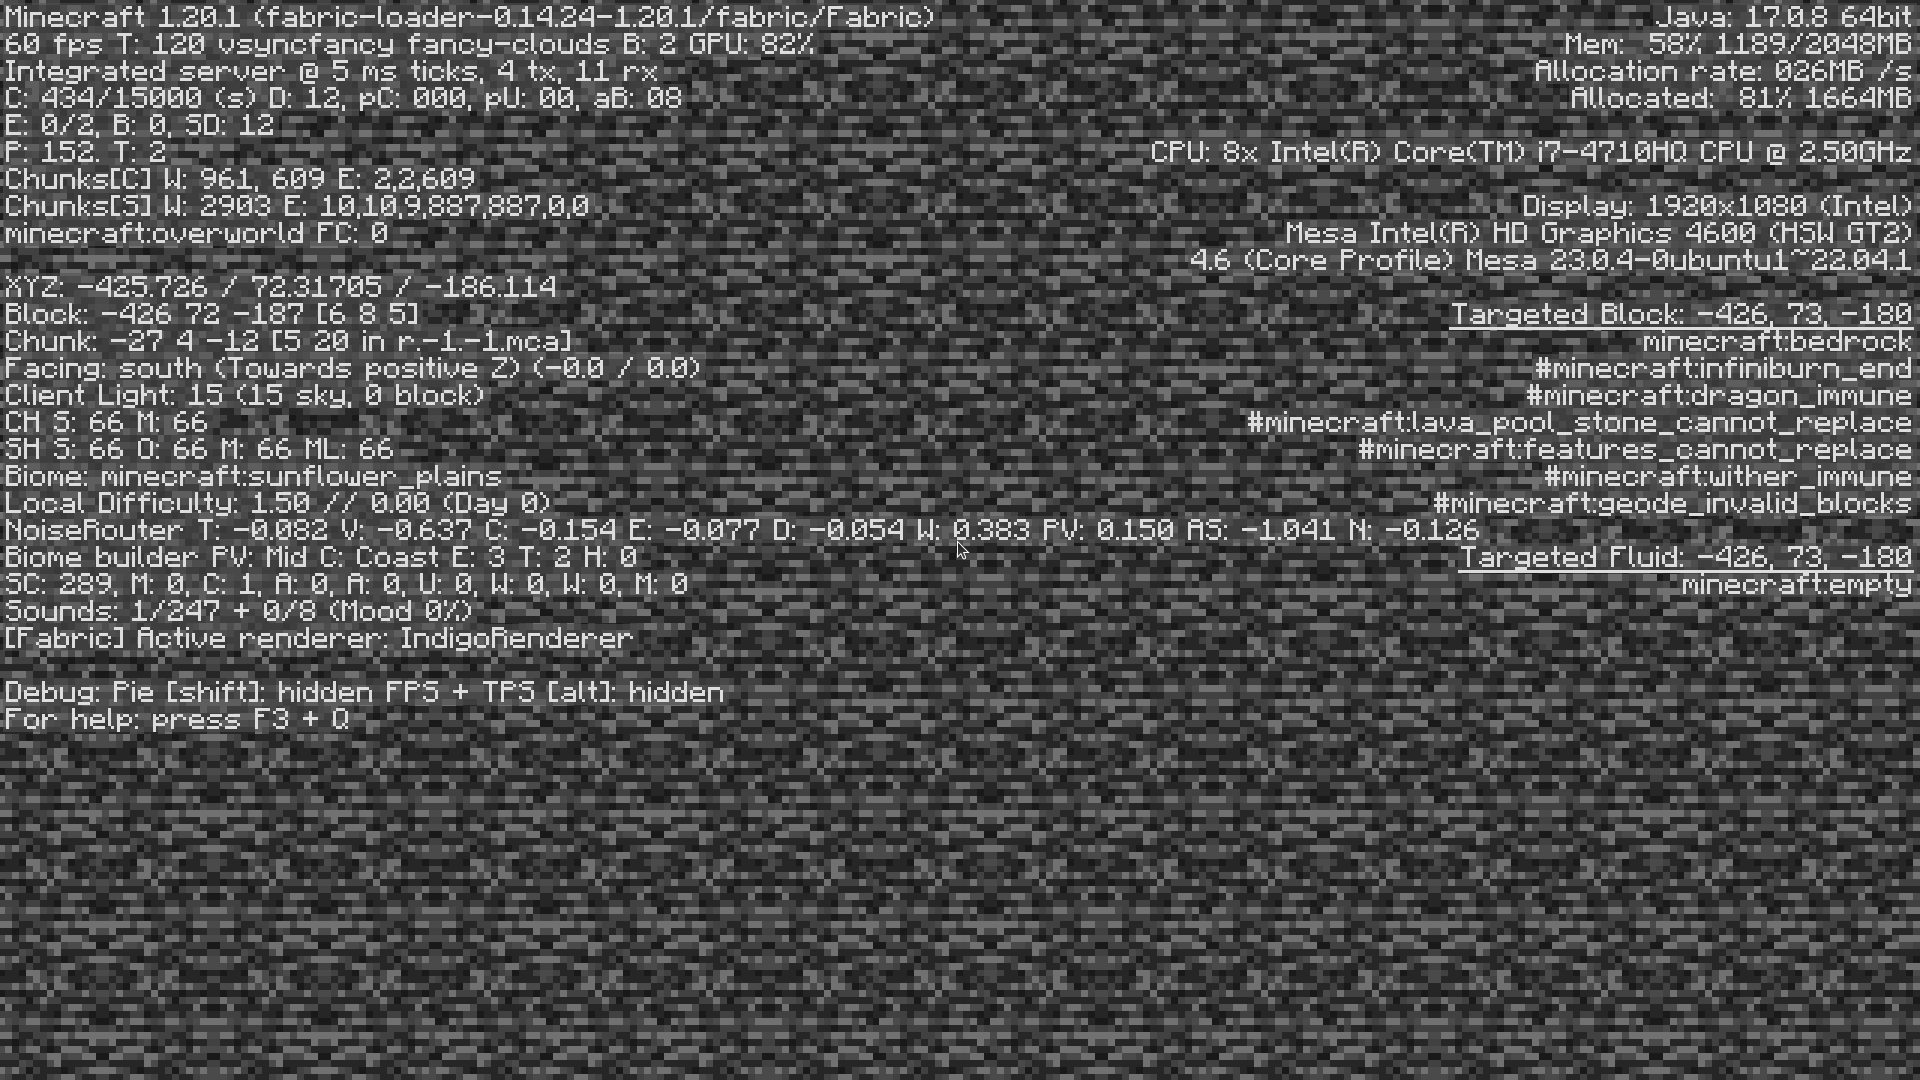 Minecraft 1.20.1 (fabric-loader-0.14.24-1.20.1/fabric/Fabric)
60 fps T: 120 vsyncfancy fancy-clouds B: 2 GPU: 82%
Integrated server @ 5 ms ticks, 4 tx, 11 rx
C: 434/15000 (s) D: 12, pC: 000, pU: 00, aB: 08
E: 0/2, B: 0, SD: 12
P: 152. T: 2
Chunks[C] W: 961, 609 E: 2,2,609
Chunks[S] W: 2903 E: 10,10,9,887,887,0,0
minecraft:overworld FC: 0
XYZ: -425.726 / 72.31705 / -186.114
Block: -426 72 -187 [6 8 5]
Chunk: -27 4 -12 [5 20 in r.-1.-1.mca]
Facing: south (Towards positive Z) (-0.0 / 0.0)
Client Light: 15 (15 sky, 0 block)
CH S: 66 M: 66
SH S: 66 O: 66 M: 66 ML: 66
Biome: minecraft:sunflower_plains
Local Difficulty: 1.50 // 0.00 (Day 0)
NoiseRouter T: -0.082 V: -0.637 C: -0.154 E: -0.077 D: -0.054 W: 0.383 PV: 0.150 AS: -1.041 N: -0.126
Biome builder PV: Mid C: Coast E: 3 T: 2 H: 0
SC: 289, M: 0, C: 1, A: 0, A: 0, U: 0, W: 0, W: 0, M: 0
Sounds: 1/247 + 0/8 (Mood 0%)
[Fabric] Active renderer: IndigoRenderer
Debug: Pie [shift]: hidden FPS + TPS [alt]: hidden
For help: press F3 + Q
Java: 17.0.8 64bit
Mem: 58% 1189/2048MB
Allocation rate: 026MB /s
Allocated: 81% 1664MB
CPU: 8x Intel(R) Core(TM) i7-4710HQ CPU @ 2.50GHz
Display: 1920x1080 (Intel)
Mesa Intel(R) HD Graphics 4600 (HSW GT2)
4.6 (Core Profile) Mesa 23.0.4-0ubuntu1~22.04.1
Targeted Block: -426, 73, -180
minecraft:bedrock
#minecraft:infiniburn_end
#minecraft:dragon_immune
#minecraft:lava_pool_stone_cannot_replace
#minecraft:features_cannot_replace
#minecraft:wither_immune
#minecraft:geode_invalid_blocks
Targeted Fluid: -426, 73, -180
minecraft:empty